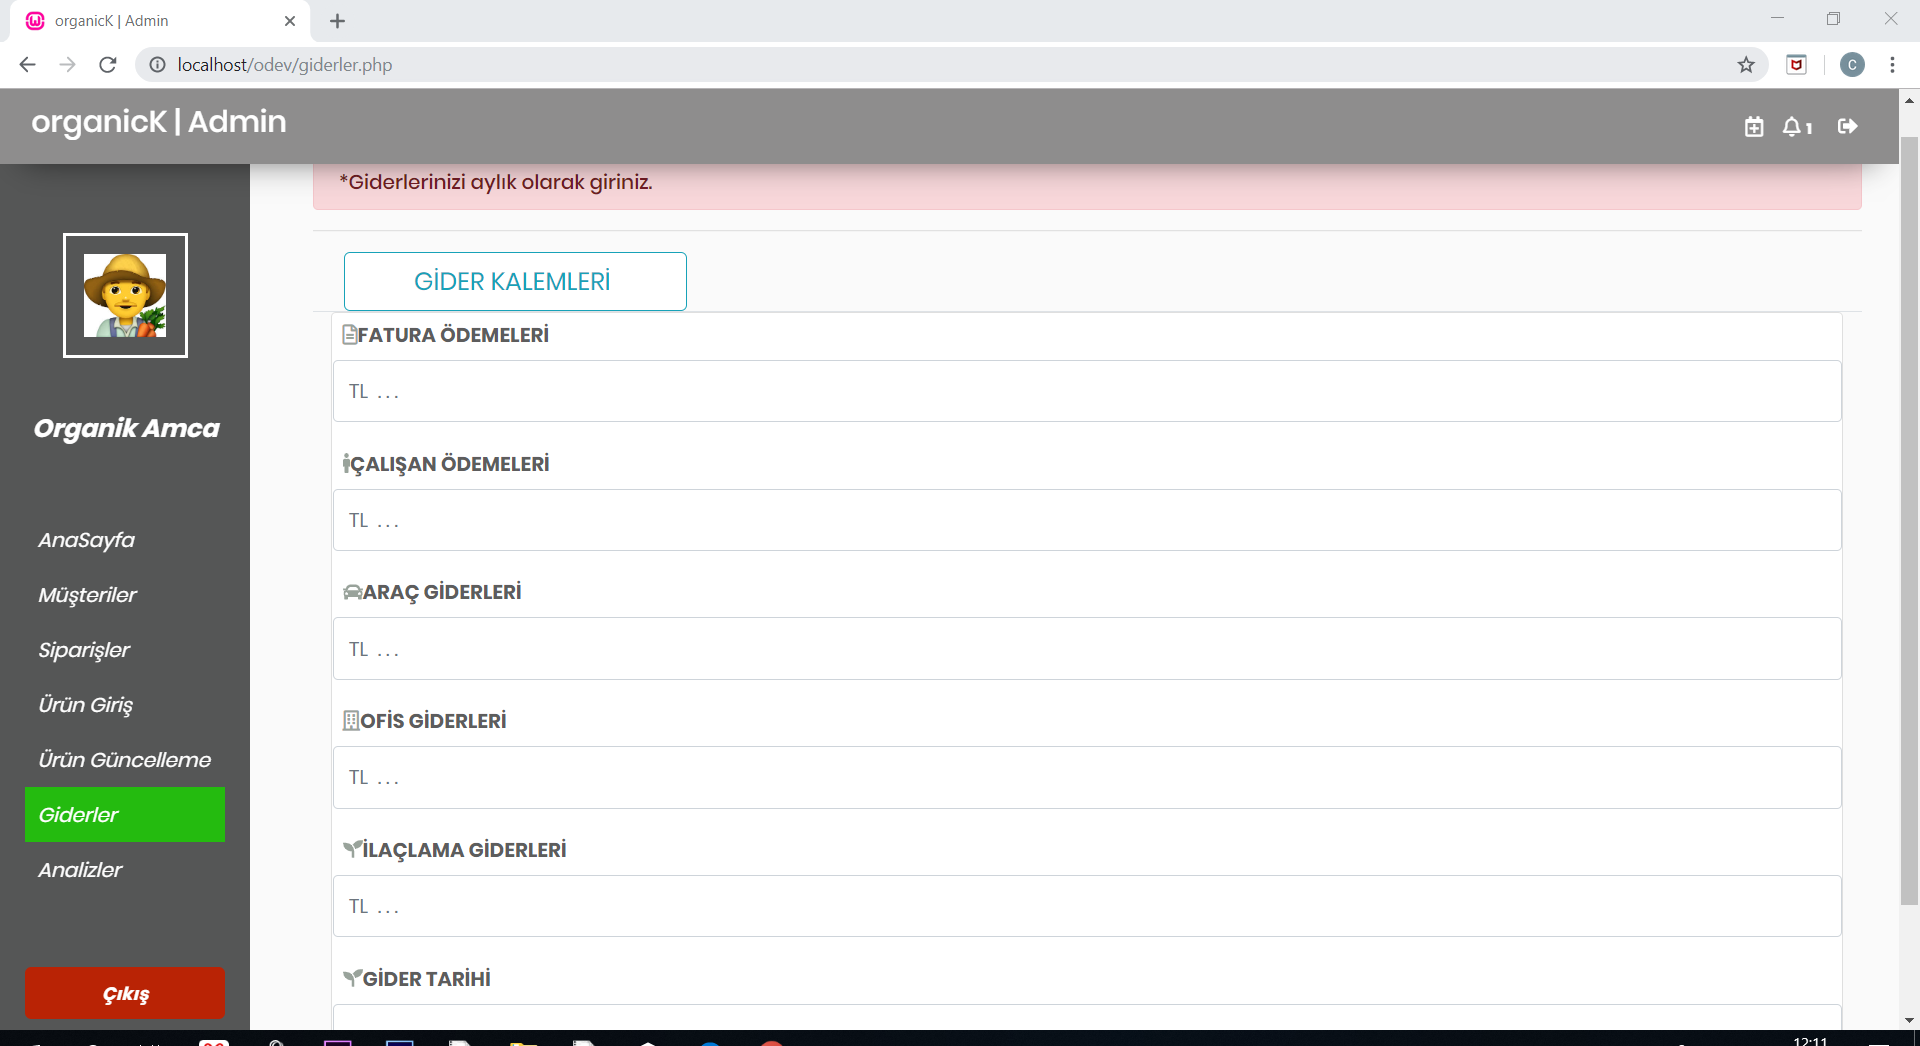 organicK | Admin
localhost/odev/giderler.php
C
organicK | Admin
1
*Giderlerinizi aylık olarak giriniz.
Organik Amca
AnaSayfa
Müşteriler
Siparişler
Ürün Giriş
Ürün Güncelleme
Giderler
Analizler
Çıkış
GİDER KALEMLERİ
FATURA ÖDEMELERİ
TL ...
ÇALIŞAN ÖDEMELERİ
TL ...
ARAÇ GİDERLERİ
TL ...
OFİS GİDERLERİ
TL ...
İLAÇLAMA GİDERLERİ
TL ...
GİDER TARİHİ
12:11